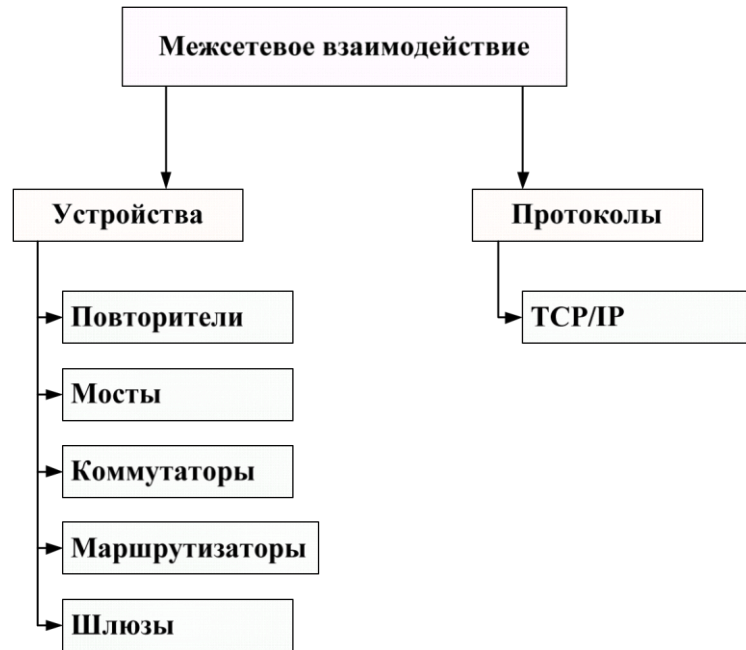 Межсетевое взаимодействие
Устройства
Протоколы
Повторители
TCP/IP
Мосты
Коммутаторы
Маршрутизаторы
Шлюзы